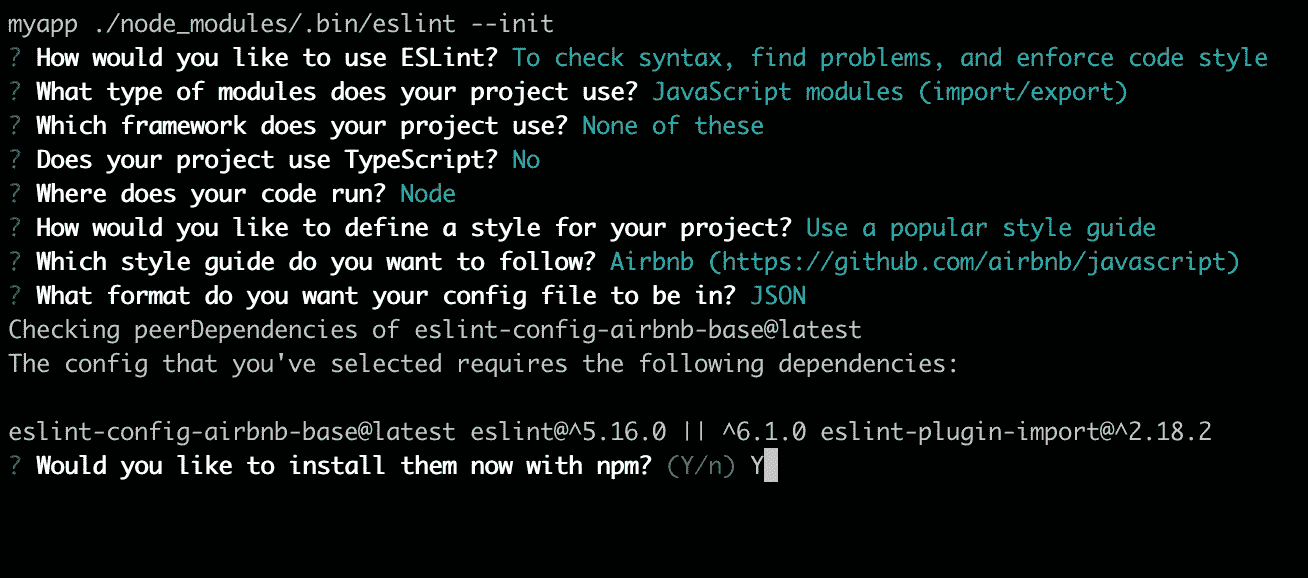 myapp ./node_modules/.bin/eslint --init
? How would you like to use ESLint? To check syntax, find problems, and enforce code style
? What type of modules does your project use? JavaScript modules (import/export)
? Which framework does your project use? None of these
? Does your project use TypeScript? No
? Where does your code run? Node
? How would you like to define a style for your project? Use a popular style guide
? Which style guide do you want to follow? Airbnb (https://github.com/airbnb/javascript)
? What format do you want your config file to be in? JSON
Checking peerDependencies of eslint-config-airbnb-base@latest
The config that you've selected requires the following dependencies:

eslint-config-airbnb-base@latest eslint@^5.16.0 || ^6.1.0 eslint-plugin-import@^2.18.2
? Would you like to install them now with npm? (Y/n) Y